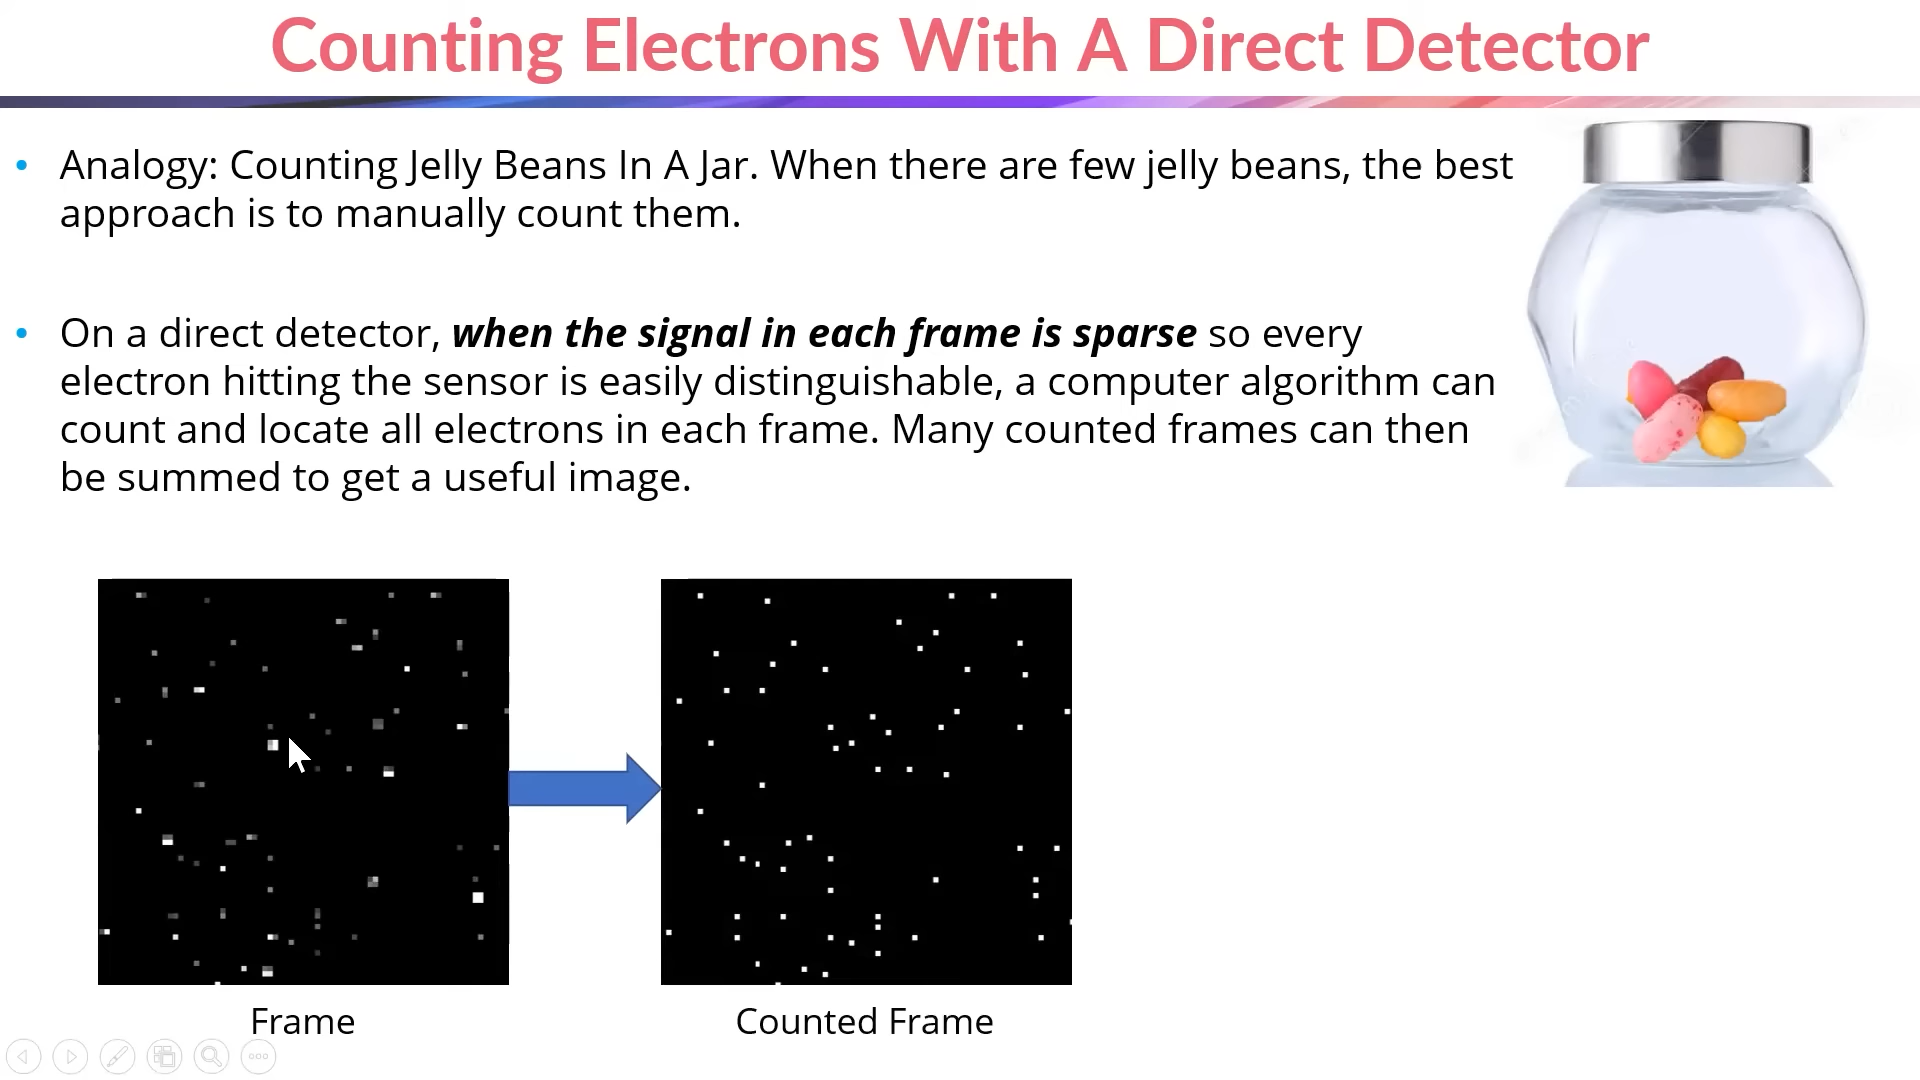 Counting Electrons With A Direct Detector
• Analogy: Counting Jelly Beans In A Jar. When there are few jelly beans, the best
approach is to manually count them.
• On a direct detector, when the signal in each frame is sparse so every
electron hitting the sensor is easily distinguishable, a computer algorithm can
count and locate all electrons in each frame. Many counted frames can then
be summed to get a useful image.
Frame
Counted Frame